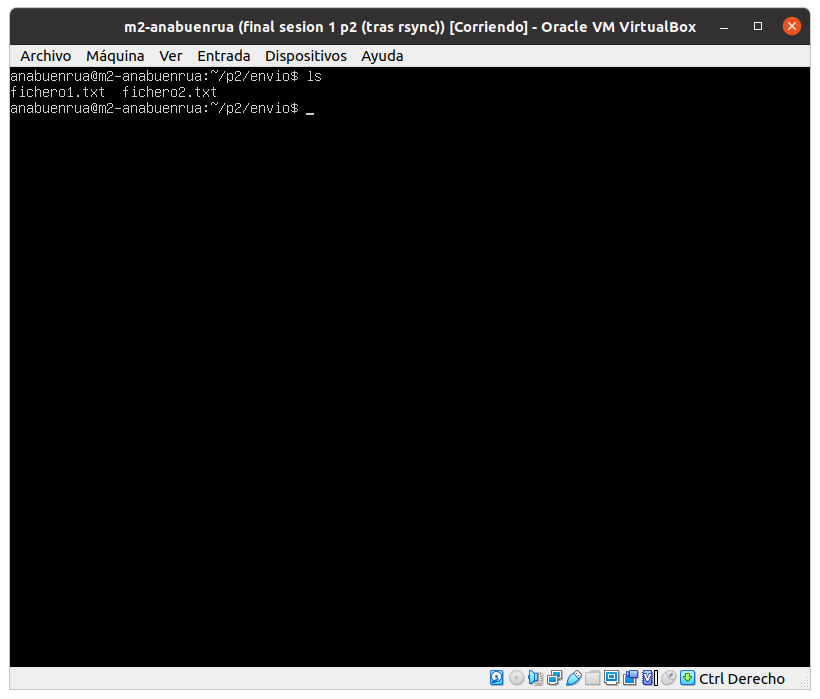 m2-anabuenrua (final sesion 1 p2 (tras rsync)) [Corriendo] - Oracle VM VirtualBox
Archivo Máquina Ver Entrada Dispositivos Ayuda
anabuenrua@m2-anabuenrua:~/p2/envio$ ls
fichero1.txt  fichero2.txt
anabuenrua@m2-anabuenrua:~/p2/envio$ _
Ctrl Derecho